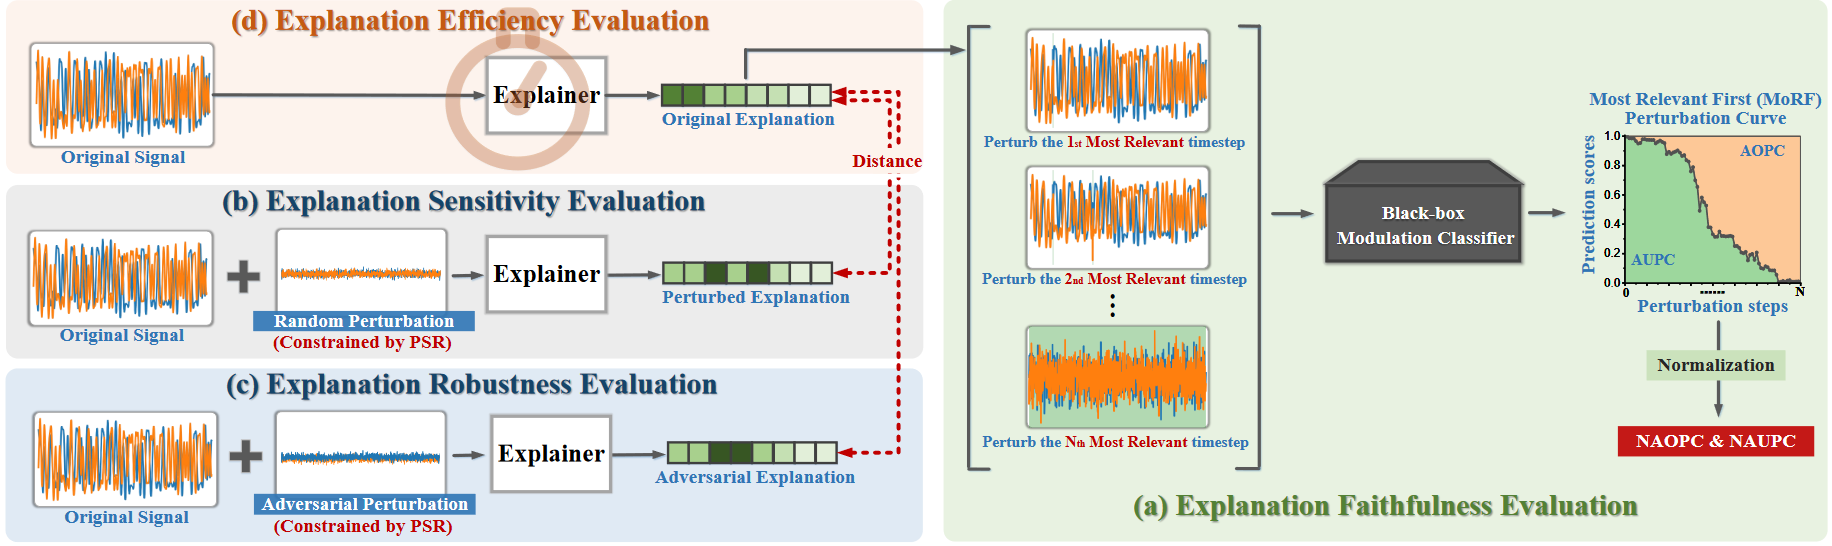 (d) Explanation Efficiency Evaluation
Explainer
Original Signal
Original Explanation
Distance
(b) Explanation Sensitivity Evaluation
Explainer
Original Signal
Random Perturbation
(Constrained by PSR)
Perturbed Explanation
(c) Explanation Robustness Evaluation
Explainer
Original Signal
Adversarial Perturbation
(Constrained by PSR)
Adversarial Explanation
Perturb the 1st Most Relevant timestep
Perturb the 2nd Most Relevant timestep
Perturb the Nth Most Relevant timestep
Black-box
Modulation Classifier
Most Relevant First (MoRF)
Perturbation Curve
Prediction scores
1.0
0.8
0.6
0.4
0.2
0.0
AOPC
AUPC
0 ...... N
Perturbation steps
Normalization
NAOPC & NAUPC
(a) Explanation Faithfulness Evaluation